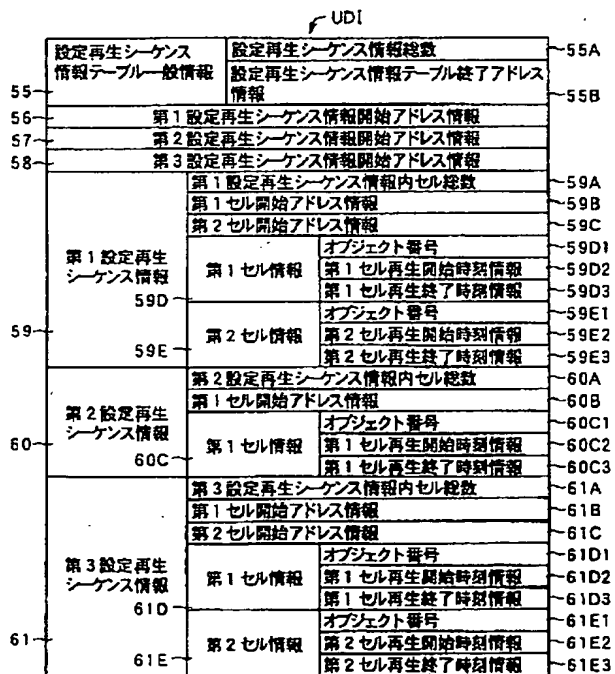 UDI
設定再生シーケンス
情報テーブル一般情報
設定再生シーケンス情報総数
55A
設定再生シーケンス情報テーブル終了アドレス
情報
55B
55
56
第1設定再生シーケンス情報開始アドレス情報
57
第2設定再生シーケンス情報開始アドレス情報
58
第3設定再生シーケンス情報開始アドレス情報
第1設定再生シーケンス情報内セル総数
59A
第1セル開始アドレス情報
59B
第2セル開始アドレス情報
59C
第1設定再生
シーケンス情報
59
第1セル情報
59D
オブジェクト番号
59D1
第1セル再生開始時刻情報
59D2
第1セル再生終了時刻情報
59D3
第2セル情報
59E
オブジェクト番号
59E1
第2セル再生開始時刻情報
59E2
第2セル再生終了時刻情報
59E3
第2設定再生
シーケンス情報
60
第2設定再生シーケンス情報内セル総数
60A
第1セル開始アドレス情報
60B
第1セル情報
60C
オブジェクト番号
60C1
第1セル再生開始時刻情報
60C2
第1セル再生終了時刻情報
60C3
第3設定再生
シーケンス情報
61
第3設定再生シーケンス情報内セル総数
61A
第1セル開始アドレス情報
61B
第2セル開始アドレス情報
61C
第1セル情報
61D
オブジェクト番号
61D1
第1セル再生開始時刻情報
61D2
第1セル再生終了時刻情報
61D3
第2セル情報
61E
オブジェクト番号
61E1
第2セル再生開始時刻情報
61E2
第2セル再生終了時刻情報
61E3